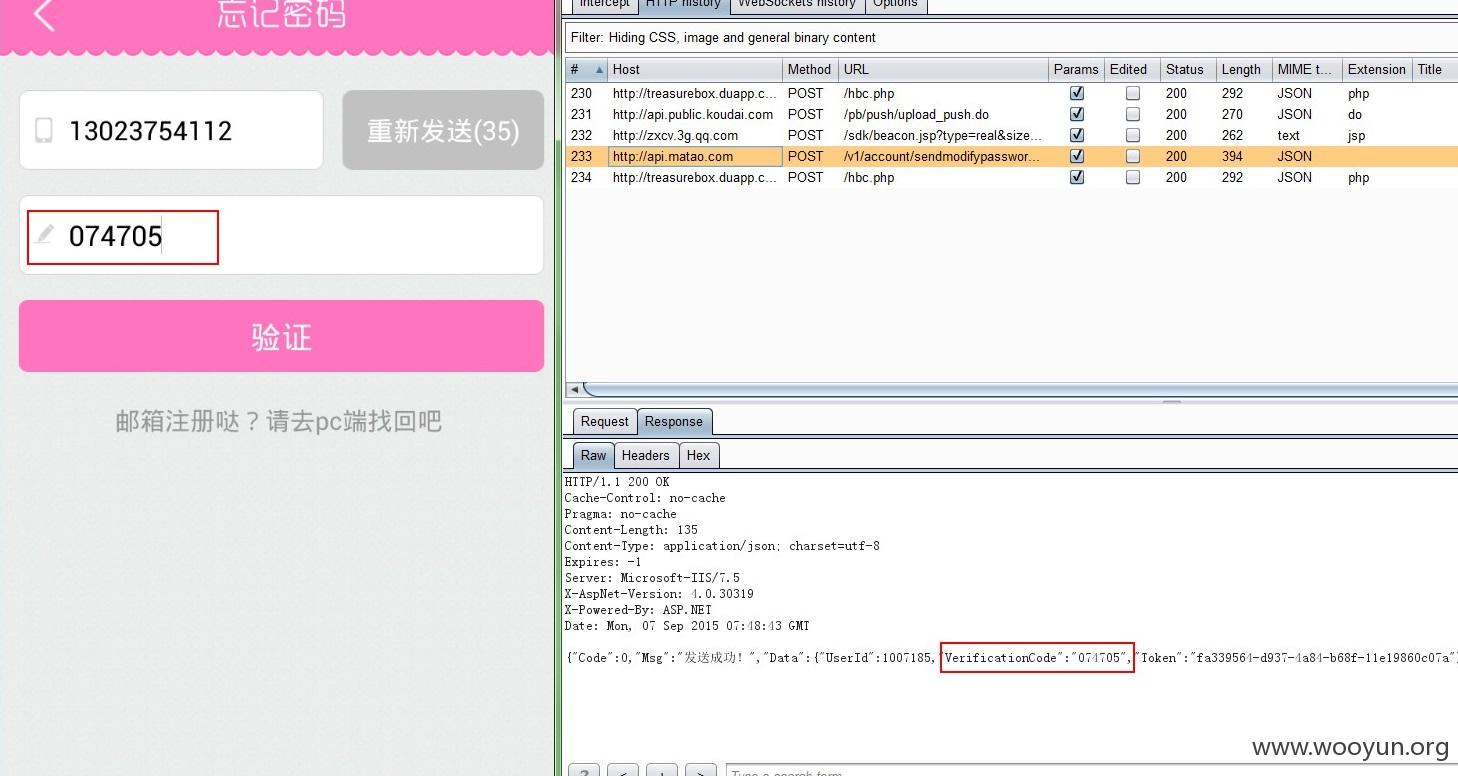 忘记密码
13023754112
重新发送(35)
074705
验证
邮箱注册哒？请去pc端找回吧
Intercept HTTP history WebSockets history Options
Filter: Hiding CSS, image and general binary content
# Host Method URL Params Edited Status Length MIME t... Extension Title
230 http://treasurebox.duapp.c... POST /hbc.php 200 292 JSON php
231 http://api.public.koudai.com POST /pb/push/upload_push.do 200 270 JSON do
232 http://zxcv.3g.qq.com POST /sdk/beacon.jsp?type=real&size... 200 262 text jsp
233 http://api.matao.com POST /v1/account/sendmodifypasswor... 200 394 JSON
234 http://treasurebox.duapp.c... POST /hbc.php 200 292 JSON php
Request Response
Raw Headers Hex
HTTP/1.1 200 OK
Cache-Control: no-cache
Pragma: no-cache
Content-Length: 135
Content-Type: application/json; charset=utf-8
Expires: -1
Server: Microsoft-IIS/7.5
X-AspNet-Version: 4.0.30319
X-Powered-By: ASP.NET
Date: Mon, 07 Sep 2015 07:48:43 GMT
{"Code":0,"Msg":"发送成功！","Data":{"UserId":1007185,"VerificationCode":"074705","Token":"fa339564-d937-4a84-b68f-11e19860c07a"}
www.wooyun.org
? < + >
Type a search term